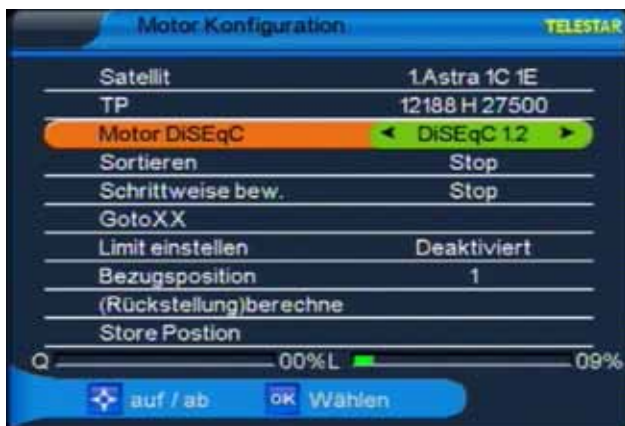 Motor Konfiguration TELESTAR
Satellit 1.Astra 1C 1E
TP 12188 H 27500
Motor DiSEqC DiSEqC 1.2
Sortieren Stop
Schrittweise bew. Stop
GotoXX
Limit einstellen Deaktiviert
Bezugsposition 1
(Rückstellung)berechne
Store Postion
Q 00% L 09%
auf / ab OK Wählen